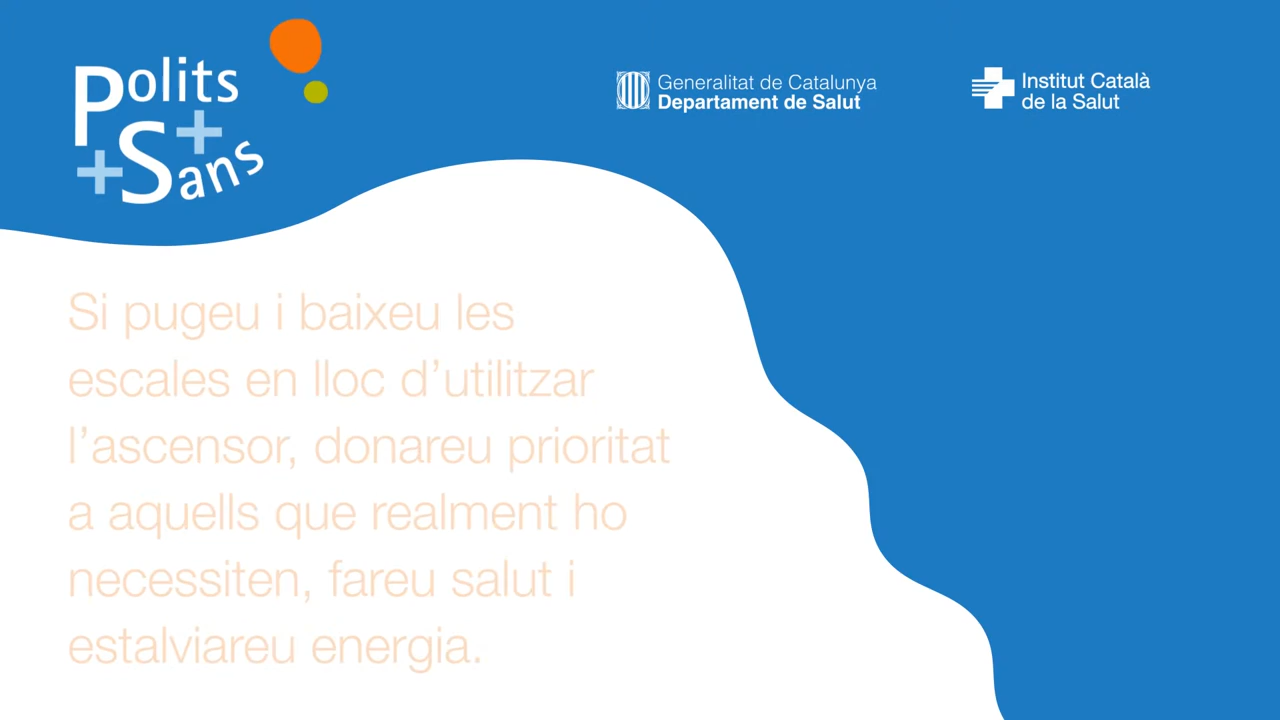 Polits
+
+Sans
Generalitat de Catalunya
Departament de Salut
Institut Català
de la Salut
Si pugeu i baixeu les
escales en lloc d’utilitzar
l’ascensor, donareu prioritat
a aquells que realment ho
necessiten, fareu salut i
estalviareu energia.